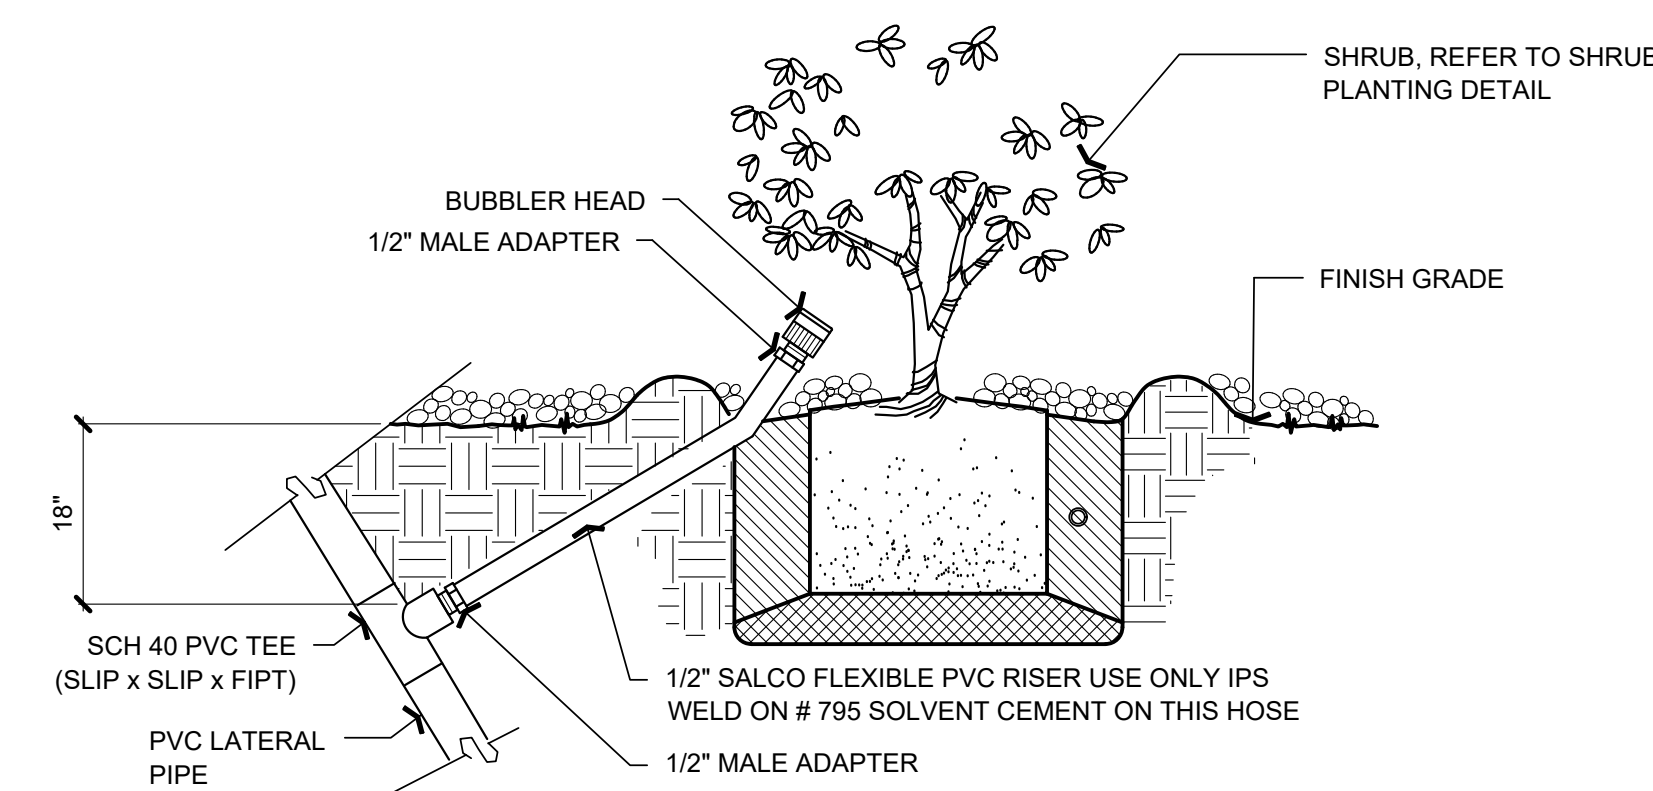 SHRUB, REFER TO SHRUB
PLANTING DETAIL
BUBBLER HEAD
1/2" MALE ADAPTER
FINISH GRADE
18"
SCH 40 PVC TEE
(SLIP x SLIP x FIPT)
1/2" SALCO FLEXIBLE PVC RISER USE ONLY IPS
WELD ON # 795 SOLVENT CEMENT ON THIS HOSE
PVC LATERAL
PIPE
1/2" MALE ADAPTER